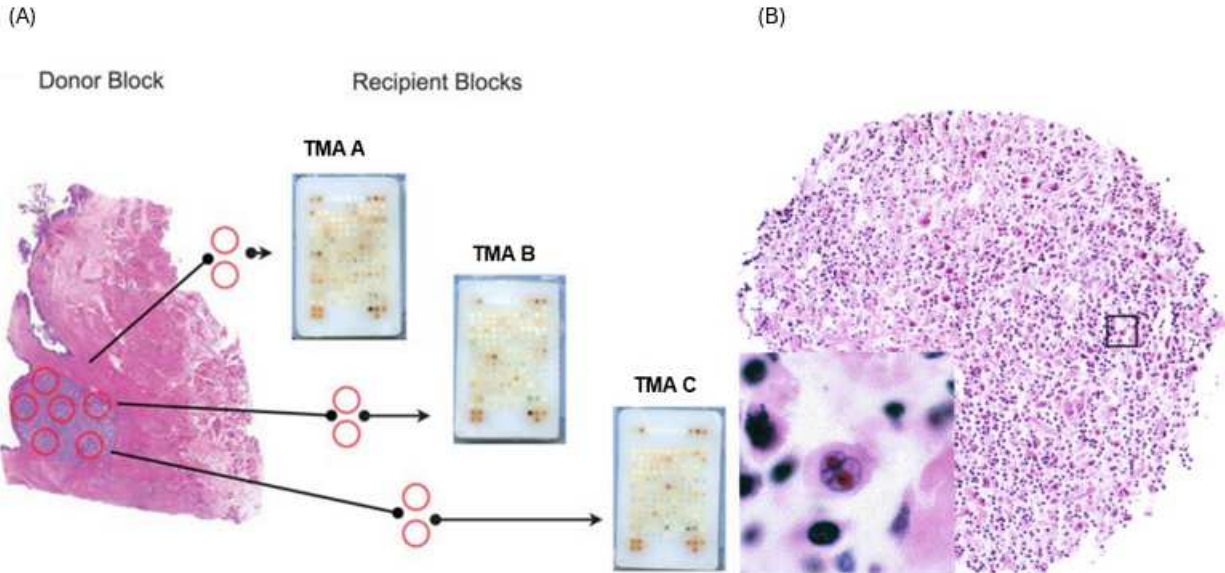 (A)
(B)
Donor Block
Recipient Blocks
TMA A
TMA B
TMA C